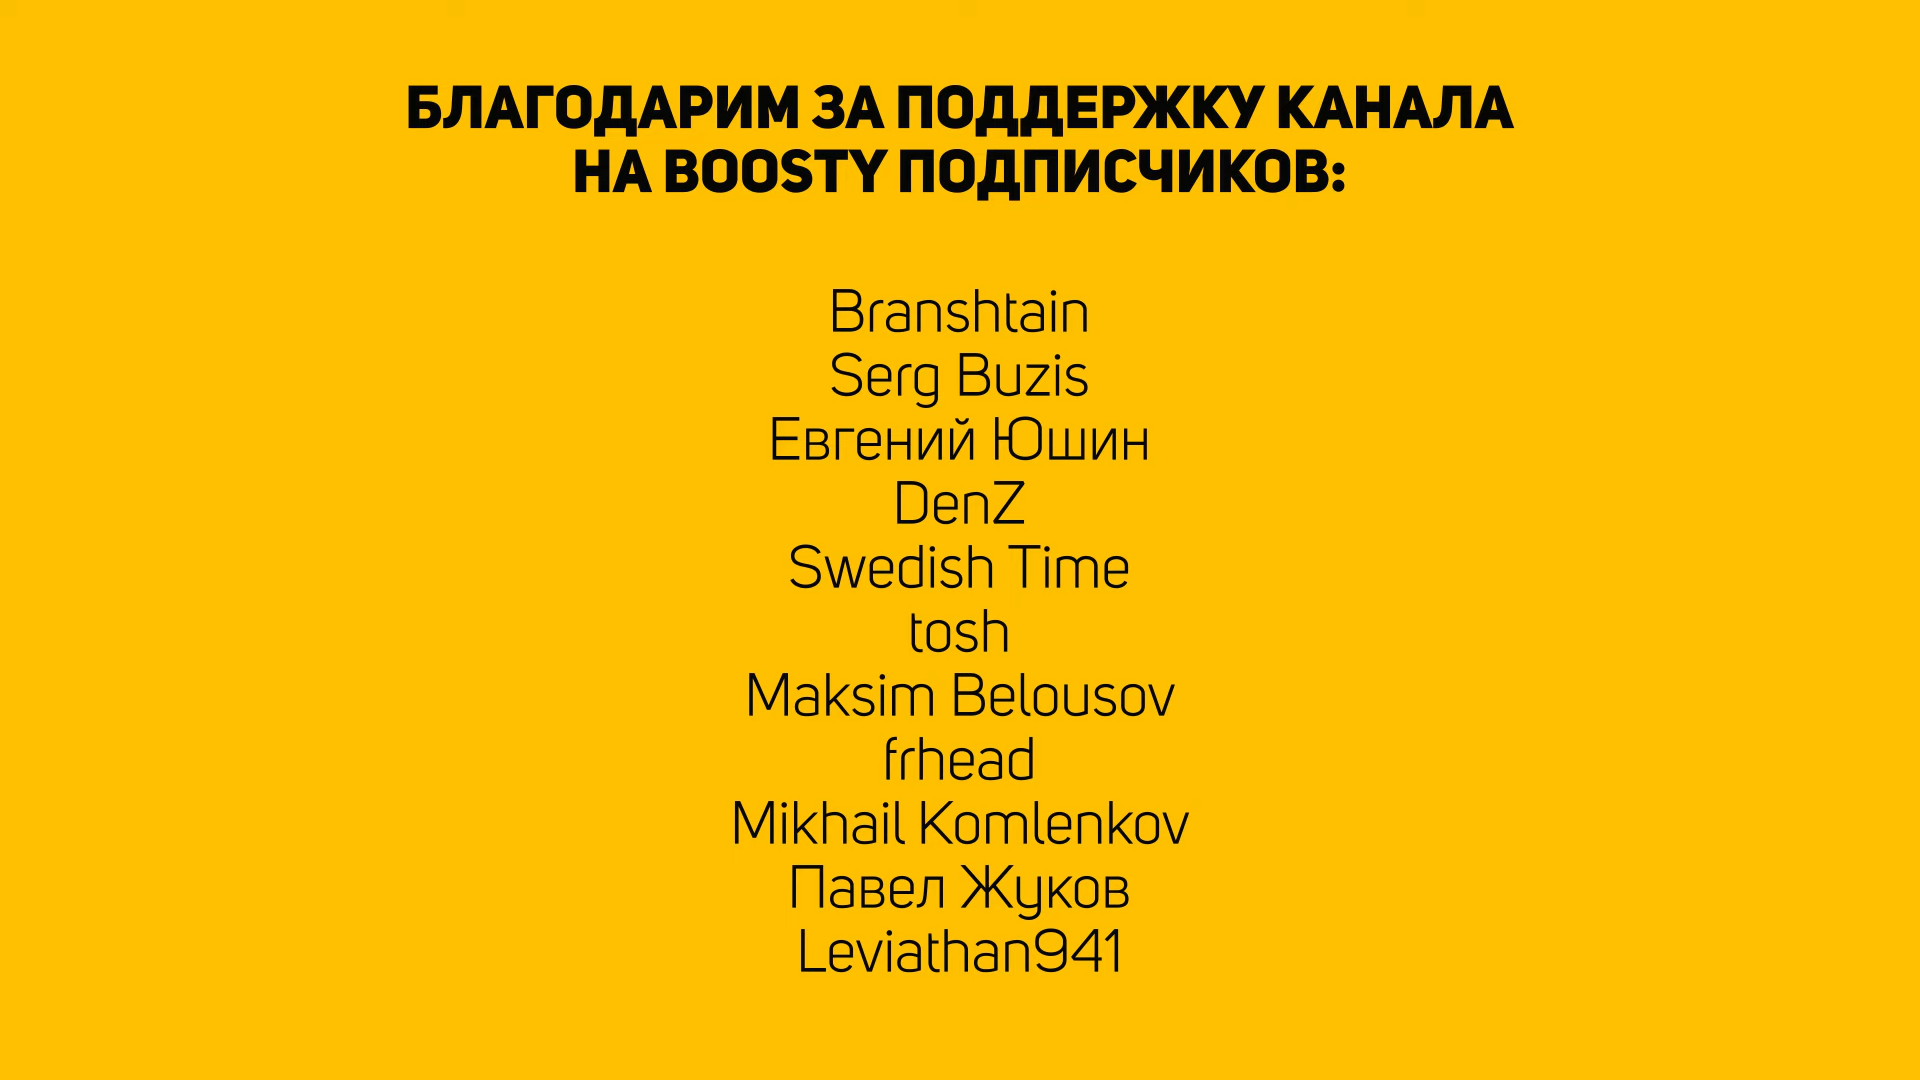 БЛАГОДАРИМ ЗА ПОДДЕРЖКУ КАНАЛА
НА BOOSTY ПОДПИСЧИКОВ:
Branshtain
Serg Buzis
Евгений Юшин
DenZ
Swedish Time
tosh
Maksim Belousov
frhead
Mikhail Komlenkov
Павел Жуков
Leviathan941